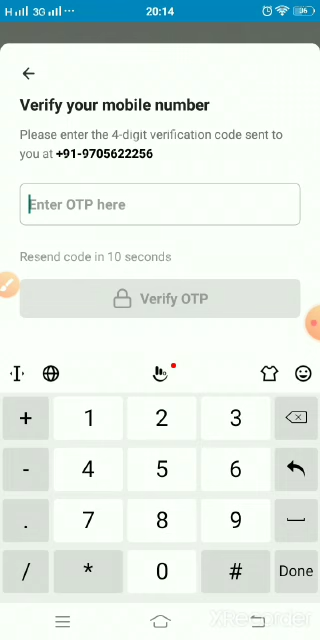 H 3G 20:14
Verify your mobile number
Please enter the 4-digit verification code sent to
you at +91-9705622256
Enter OTP here
Resend code in 10 seconds
Verify OTP
+ 1 2 3
- 4 5 6
. 7 8 9
/ * 0 # Done
XRecorder